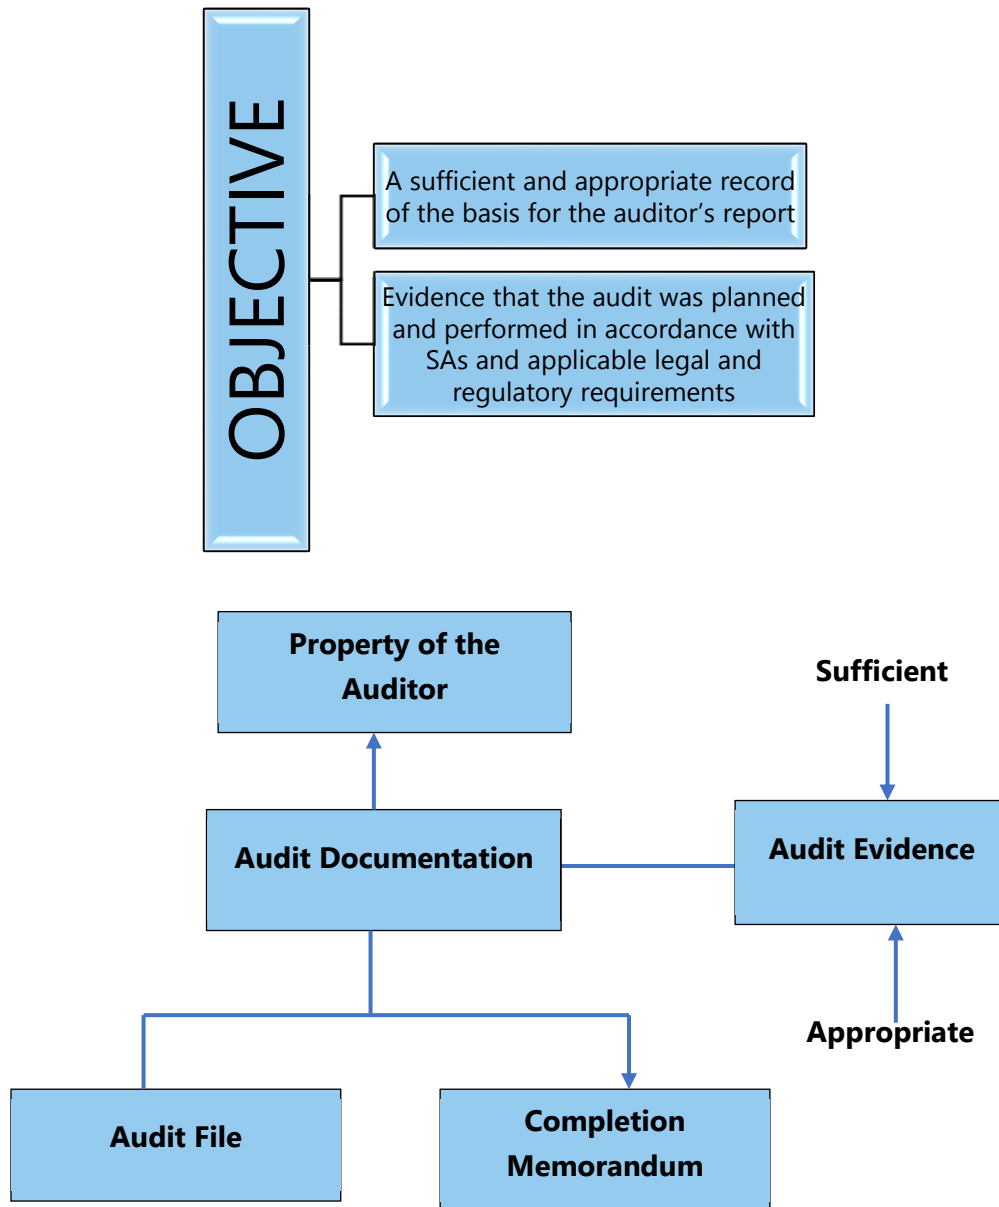 OBJECTIVE
A sufficient and appropriate record
of the basis for the auditor’s report
Evidence that the audit was planned
and performed in accordance with
SAs and applicable legal and
regulatory requirements
Property of the
Auditor
Sufficient
Audit Documentation
Audit Evidence
Appropriate
Audit File
Completion
Memorandum